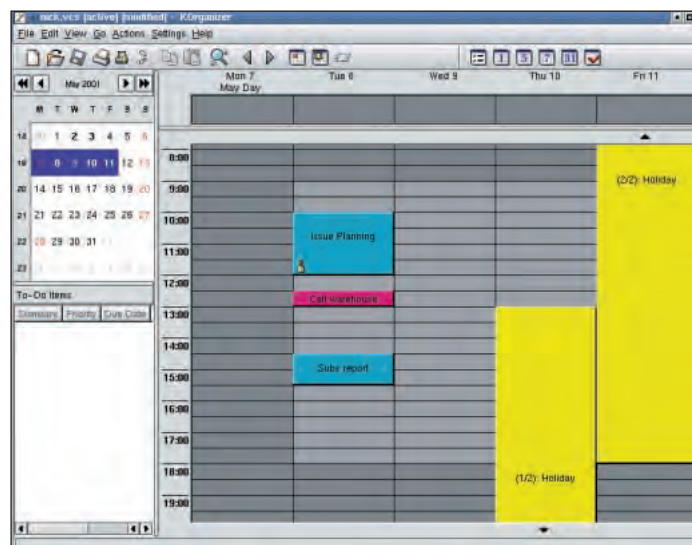 nick.vcs (active) [modified] - KOrganizer
File Edit View Go Actions Settings Help
1 5 7 31
May 2001
Mon 7
May Day
Tue 8
Wed 9
Thu 10
Fri 11
M T W T F S S
18 1 2 3 4 5 6
19 8 9 10 11 12 13
20 14 15 16 17 18 19 20
21 21 22 23 24 25 26 27
22 28 29 30 31
23
To-Do Items
Summary Priority Due Date
8:00
9:00
10:00
11:00
12:00
13:00
14:00
15:00
16:00
17:00
18:00
19:00
Issue Planning
Call warehouse
Subs report
(1/2): Holiday
(2/2): Holiday